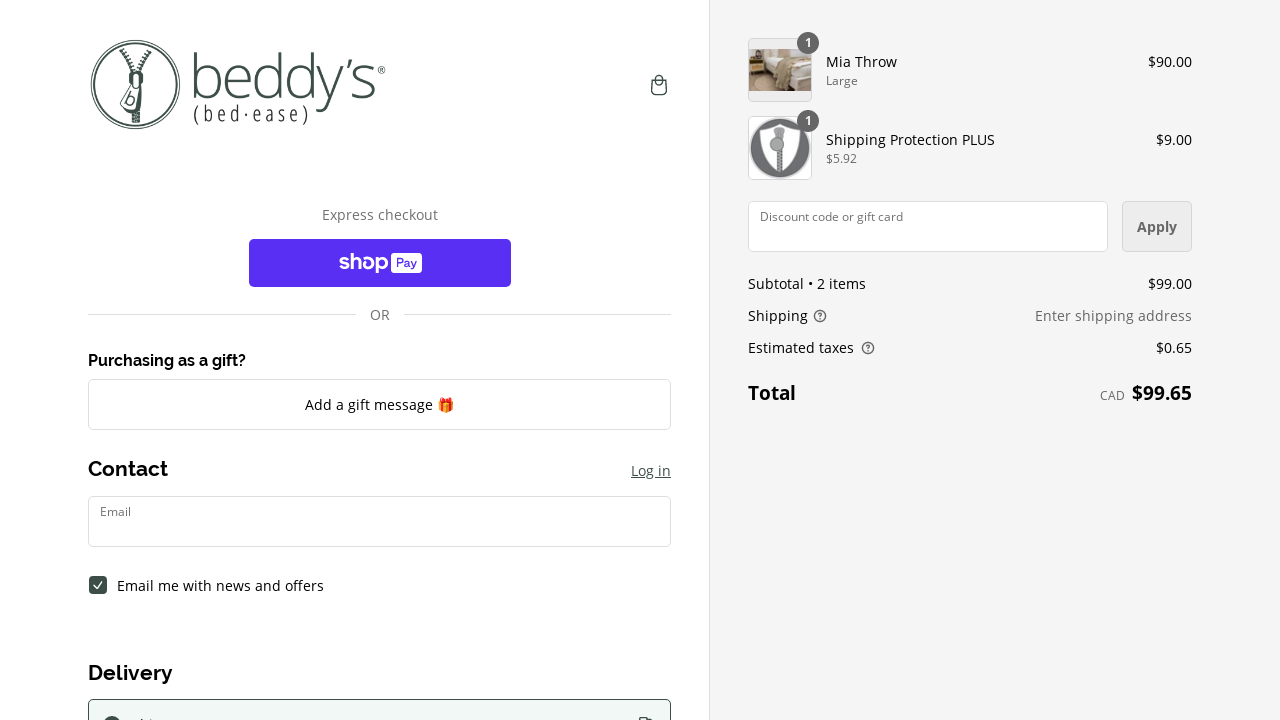 beddy's®
(bed·ease)
Express checkout
shop Pay
OR
Purchasing as a gift?
Add a gift message 🎁
Contact
Log in
Email
Email me with news and offers
Delivery
1
Mia Throw
$90.00
Large
1
Shipping Protection PLUS
$9.00
$5.92
Discount code or gift card
Apply
Subtotal • 2 items
$99.00
Shipping
Enter shipping address
Estimated taxes
$0.65
Total
CAD $99.65